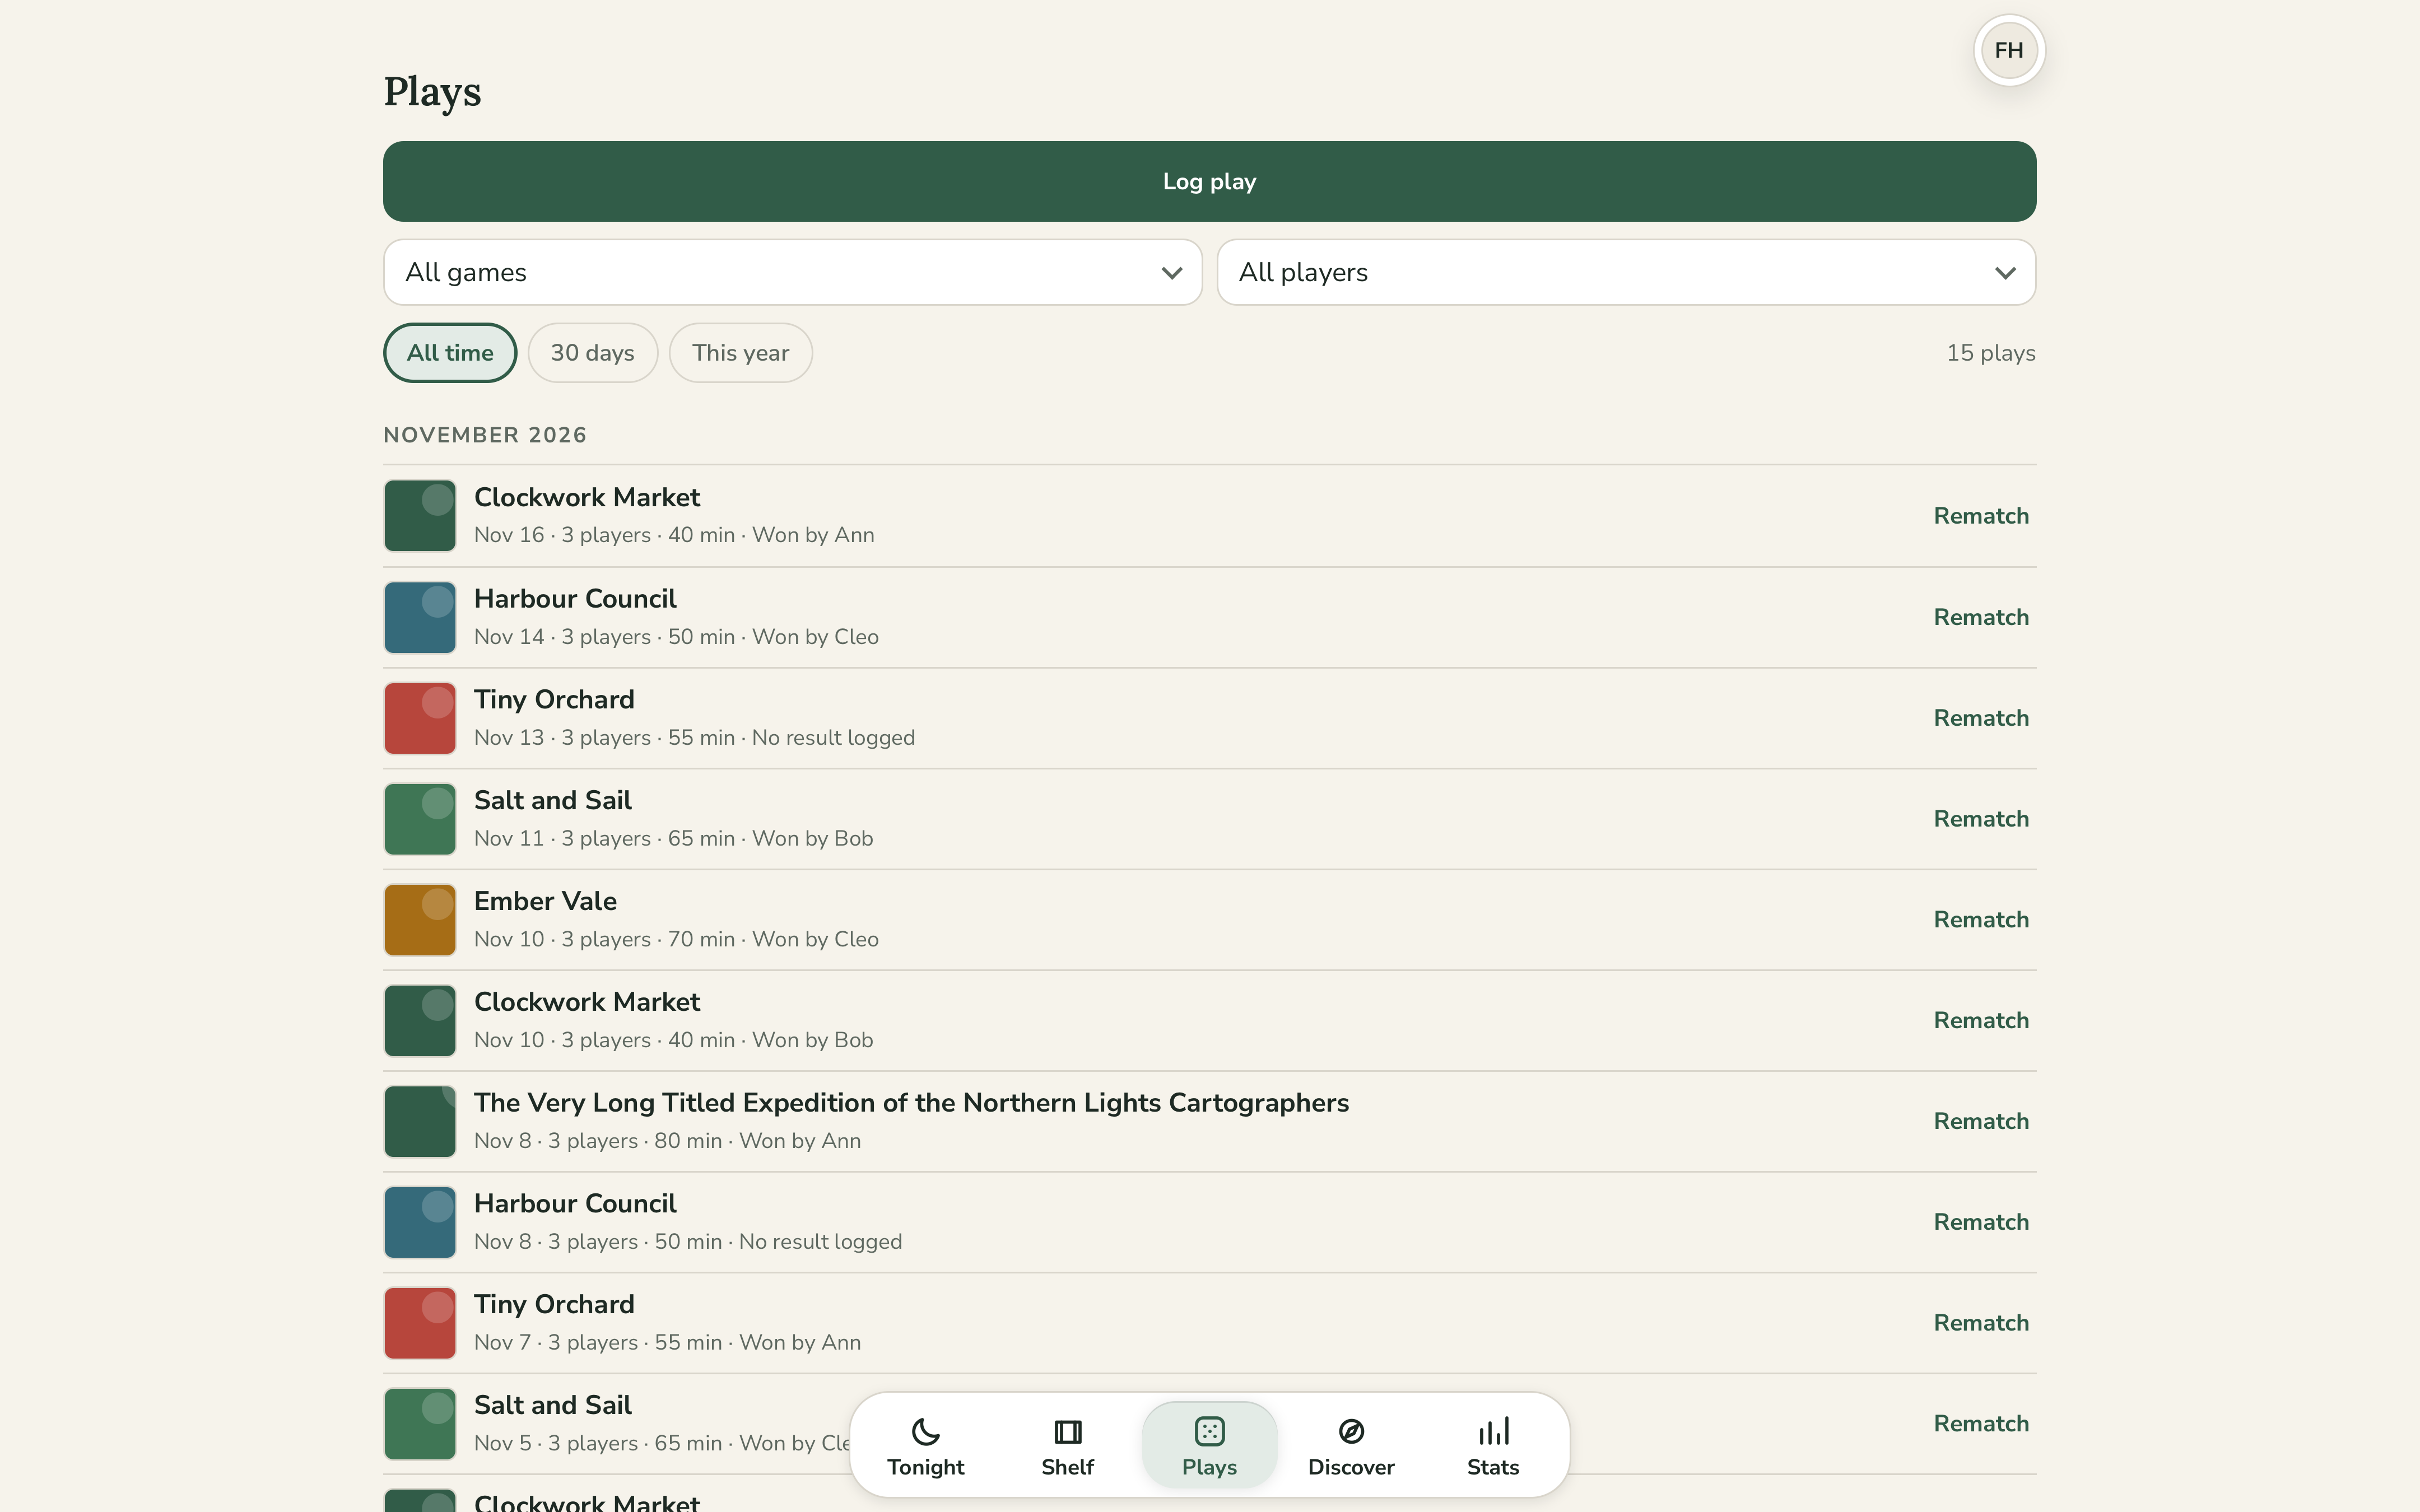 FH
Plays
Log play
All games
All players
All time
30 days
This year
15 plays
NOVEMBER 2026
Clockwork Market
Nov 16 · 3 players · 40 min · Won by Ann
Rematch
Harbour Council
Nov 14 · 3 players · 50 min · Won by Cleo
Rematch
Tiny Orchard
Nov 13 · 3 players · 55 min · No result logged
Rematch
Salt and Sail
Nov 11 · 3 players · 65 min · Won by Bob
Rematch
Ember Vale
Nov 10 · 3 players · 70 min · Won by Cleo
Rematch
Clockwork Market
Nov 10 · 3 players · 40 min · Won by Bob
Rematch
The Very Long Titled Expedition of the Northern Lights Cartographers
Nov 8 · 3 players · 80 min · Won by Ann
Rematch
Harbour Council
Nov 8 · 3 players · 50 min · No result logged
Rematch
Tiny Orchard
Nov 7 · 3 players · 55 min · Won by Ann
Rematch
Salt and Sail
Nov 5 · 3 players · 65 min · Won by
Rematch
Clockwork Market
Tonight
Shelf
Plays
Discover
Stats